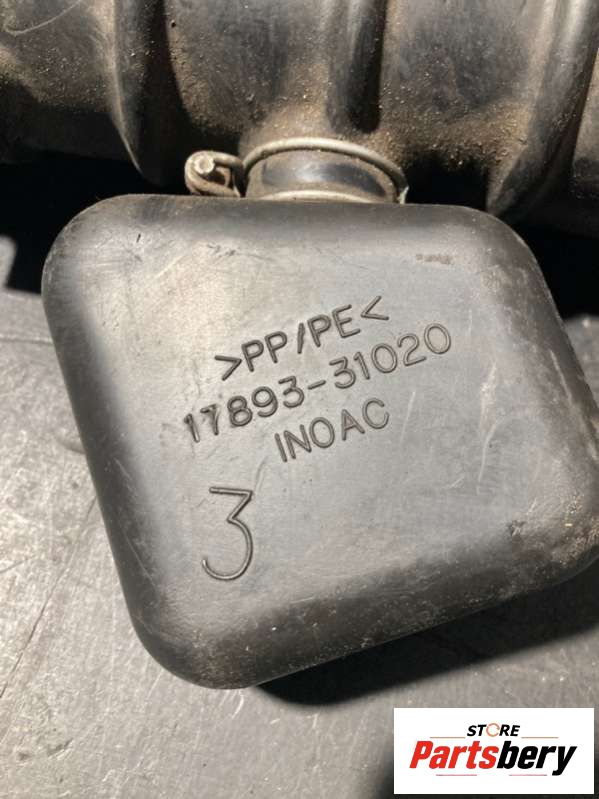 >PP/PE<
17893-31020
INOAC
3
STORE
Partsbery